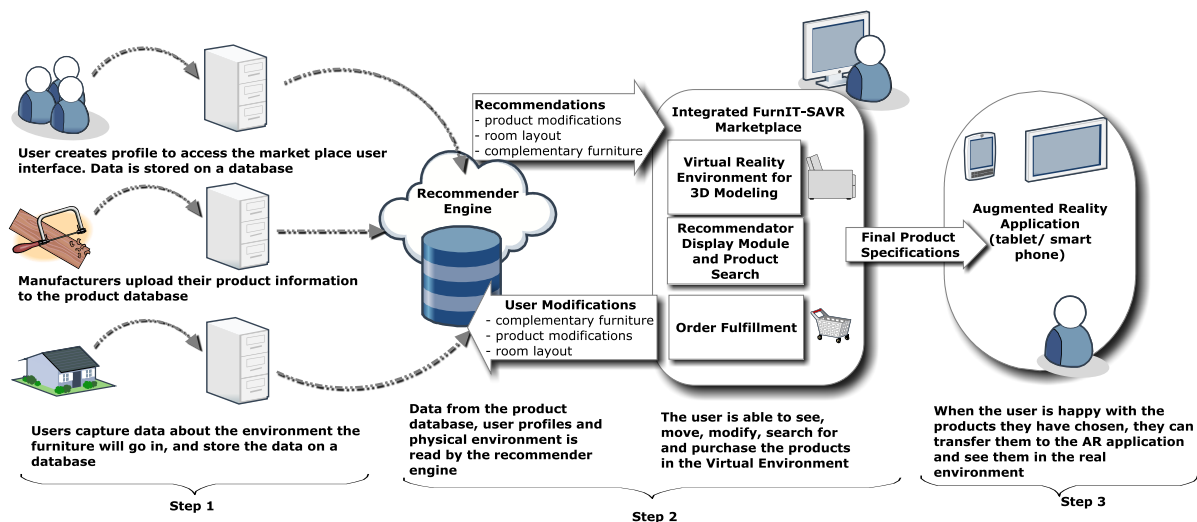 User creates profile to access the market place user
interface. Data is stored on a database
Manufacturers upload their product information
to the product database
Users capture data about the environment the
furniture will go in, and store the data on a
database
Step 1
Recommender
Engine
Recommendations
- product modifications
- room layout
- complementary furniture
User Modifications
- complementary furniture
- product modifications
- room layout
Integrated FurnIT-SAVR
Marketplace
Virtual Reality
Environment for
3D Modeling
Recommendator
Display Module
and Product
Search
Order Fulfillment
Data from the product
database, user profiles and
physical environment is
read by the recommender
engine
The user is able to see,
move, modify, search for
and purchase the products
in the Virtual Environment
Step 2
Final Product
Specifications
Augmented Reality
Application
(tablet/ smart
phone)
When the user is happy with the
products they have chosen, they can
transfer them to the AR application
and see them in the real
environment
Step 3